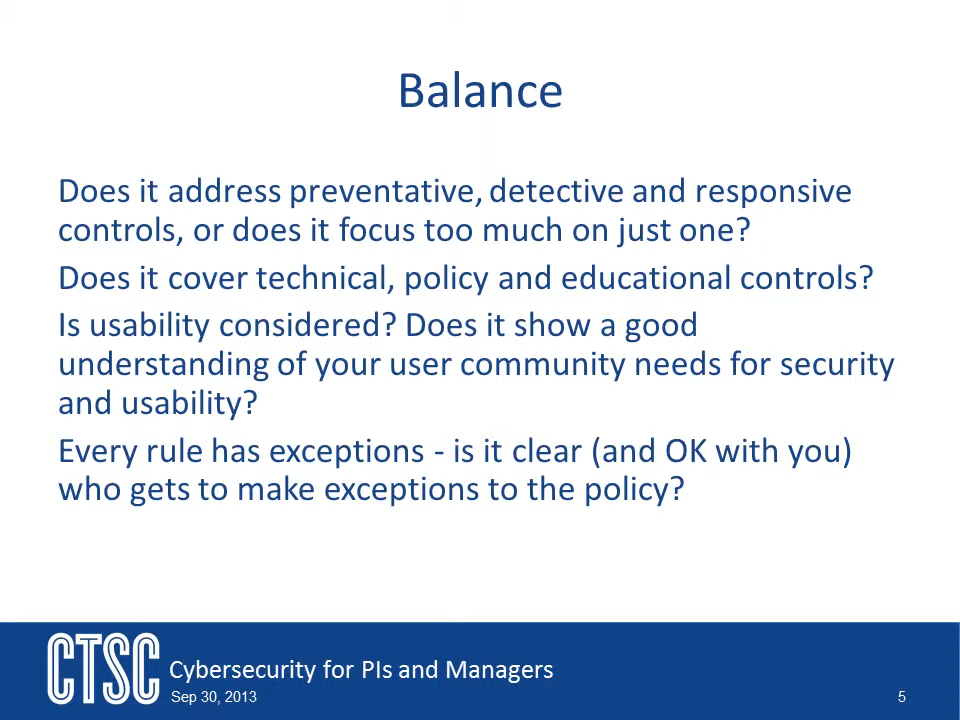 Balance
Does it address preventative, detective and responsive
controls, or does it focus too much on just one?
Does it cover technical, policy and educational controls?
Is usability considered? Does it show a good
understanding of your user community needs for security
and usability?
Every rule has exceptions - is it clear (and OK with you)
who gets to make exceptions to the policy?
CTSC
Cybersecurity for PIs and Managers
Sep 30, 2013
5